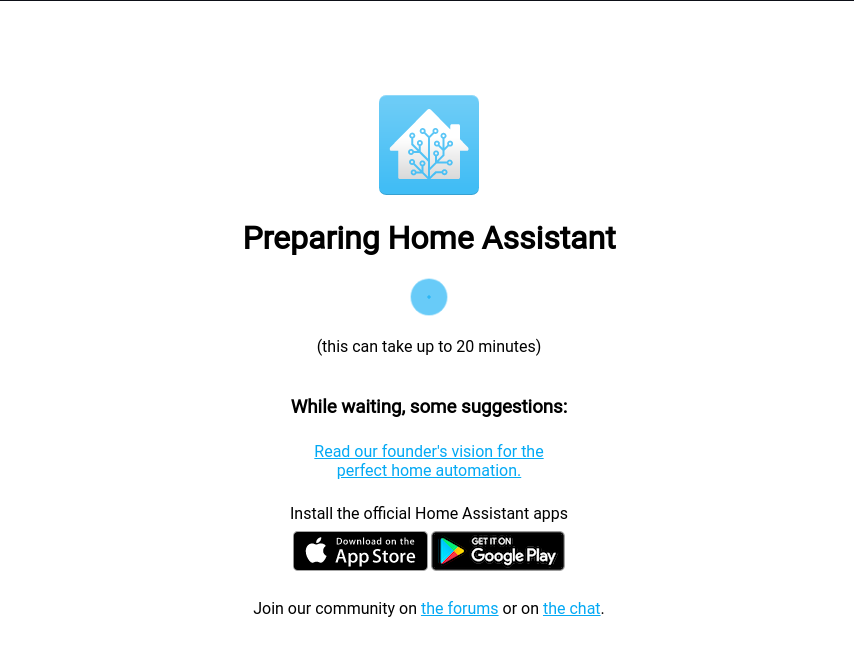 Preparing Home Assistant
(this can take up to 20 minutes)
While waiting, some suggestions:
Read our founder's vision for the
perfect home automation.
Install the official Home Assistant apps
Download on the
App Store
GET IT ON
Google Play
Join our community on the forums or on the chat.